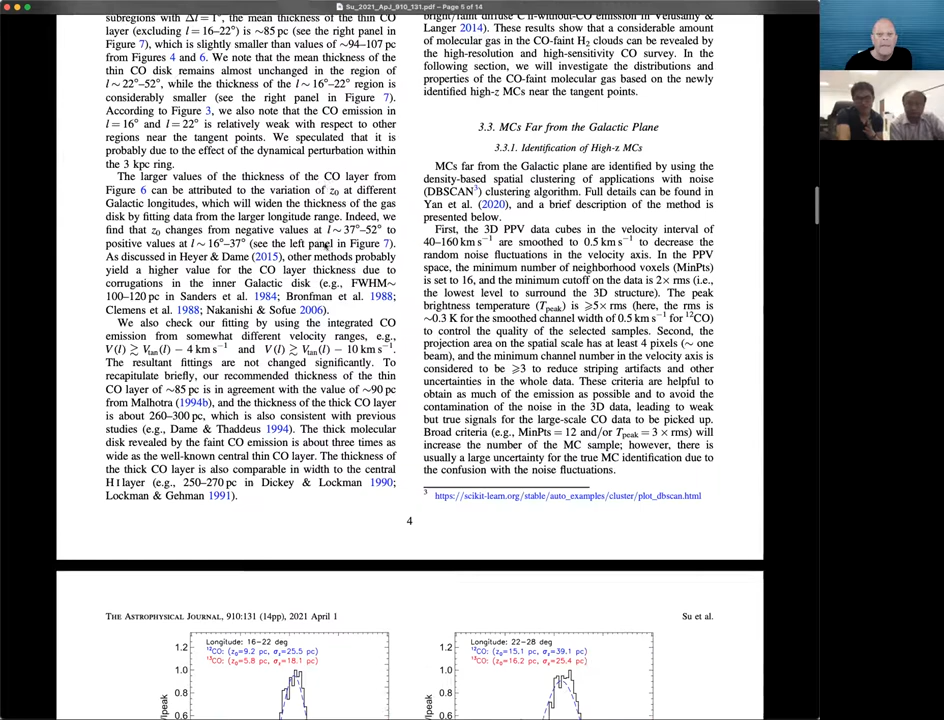 Su_2021_ApJ_910_131.pdf — Page 5 of 14
subregions with Δl = 1°, the mean thickness of the thin CO
layer (excluding l = 16–22°) is ~85 pc (see the right panel in
Figure 7), which is slightly smaller than values of ~94–107 pc
from Figures 4 and 6. We note that the mean thickness of the
thin CO disk remains almost unchanged in the region of
l ~ 22°–52°, while the thickness of the l ~ 16°–22° region is
considerably smaller (see the right panel in Figure 7).
According to Figure 3, we also note that the CO emission in
l = 16° and l = 22° is relatively weak with respect to other
regions near the tangent points. We speculated that it is
probably due to the effect of the dynamical perturbation within
the 3 kpc ring.
The larger values of the thickness of the CO layer from
Figure 6 can be attributed to the variation of z₀ at different
Galactic longitudes, which will widen the thickness of the gas
disk by fitting data from the larger longitude range. Indeed, we
find that z₀ changes from negative values at l ~ 37°–52° to
positive values at l ~ 16°–37° (see the left panel in Figure 7).
As discussed in Heyer & Dame (2015), other methods probably
yield a higher value for the CO layer thickness due to
corrugations in the inner Galactic disk (e.g., FWHM~
100–120 pc in Sanders et al. 1984; Bronfman et al. 1988;
Clemens et al. 1988; Nakanishi & Sofue 2006).
We also check our fitting by using the integrated CO
emission from somewhat different velocity ranges, e.g.,
V(l) ≳ Vtan(l) − 4 km s⁻¹ and V(l) ≳ Vtan(l) − 10 km s⁻¹.
The resultant fittings are not changed significantly. To
recapitulate briefly, our recommended thickness of the thin
CO layer of ~85 pc is in agreement with the value of ~90 pc
from Malhotra (1994b), and the thickness of the thick CO layer
is about 260–300 pc, which is also consistent with previous
studies (e.g., Dame & Thaddeus 1994). The thick molecular
disk revealed by the faint CO emission is about three times as
wide as the well-known central thin CO layer. The thickness of
the thick CO layer is also comparable in width to the central
H I layer (e.g., 250–270 pc in Dickey & Lockman 1990;
Lockman & Gehman 1991).
bright/faint diffuse C II-without-CO emission in Velusamy &
Langer 2014). These results show that a considerable amount
of molecular gas in the CO-faint H₂ clouds can be revealed by
the high-resolution and high-sensitivity CO survey. In the
following section, we will investigate the distributions and
properties of the CO-faint molecular gas based on the newly
identified high-z MCs near the tangent points.
3.3. MCs Far from the Galactic Plane
3.3.1. Identification of High-z MCs
MCs far from the Galactic plane are identified by using the
density-based spatial clustering of applications with noise
(DBSCAN³) clustering algorithm. Full details can be found in
Yan et al. (2020), and a brief description of the method is
presented below.
First, the 3D PPV data cubes in the velocity interval of
40–160 km s⁻¹ are smoothed to 0.5 km s⁻¹ to decrease the
random noise fluctuations in the velocity axis. In the PPV
space, the minimum number of neighborhood voxels (MinPts)
is set to 16, and the minimum cutoff on the data is 2× rms (i.e.,
the lowest level to surround the 3D structure). The peak
brightness temperature (Tpeak) is ⩾5× rms (here, the rms is
~0.3 K for the smoothed channel width of 0.5 km s⁻¹ for ¹²CO)
to control the quality of the selected samples. Second, the
projection area on the spatial scale has at least 4 pixels (~ one
beam), and the minimum channel number in the velocity axis is
considered to be ⩾3 to reduce striping artifacts and other
uncertainties in the whole data. These criteria are helpful to
obtain as much of the emission as possible and to avoid the
contamination of the noise in the 3D data, leading to weak
but true signals for the large-scale CO data to be picked up.
Broad criteria (e.g., MinPts = 12 and/or Tpeak = 3 × rms) will
increase the number of the MC sample; however, there is
usually a large uncertainty for the true MC identification due to
the confusion with the noise fluctuations.
³ https://scikit-learn.org/stable/auto_examples/cluster/plot_dbscan.html
4
THE ASTROPHYSICAL JOURNAL, 910:131 (14pp), 2021 April 1
Su et al.
Longitude: 16-22 deg
¹²CO: (z₀=9.2 pc, σz=25.5 pc)
¹³CO: (z₀=5.8 pc, σz=18.1 pc)
1.2
1.0
0.8
0.6
I/Ipeak
Longitude: 22-28 deg
¹²CO: (z₀=15.1 pc, σz=39.1 pc)
¹³CO: (z₀=16.2 pc, σz=25.4 pc)
1.2
1.0
0.8
0.6
I/Ipeak